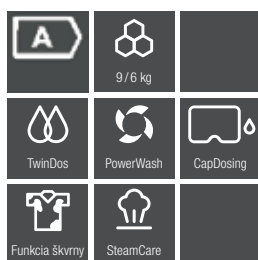 A
9/6 kg
TwinDos
PowerWash
CapDosing
Funkcia škvrny
SteamCare